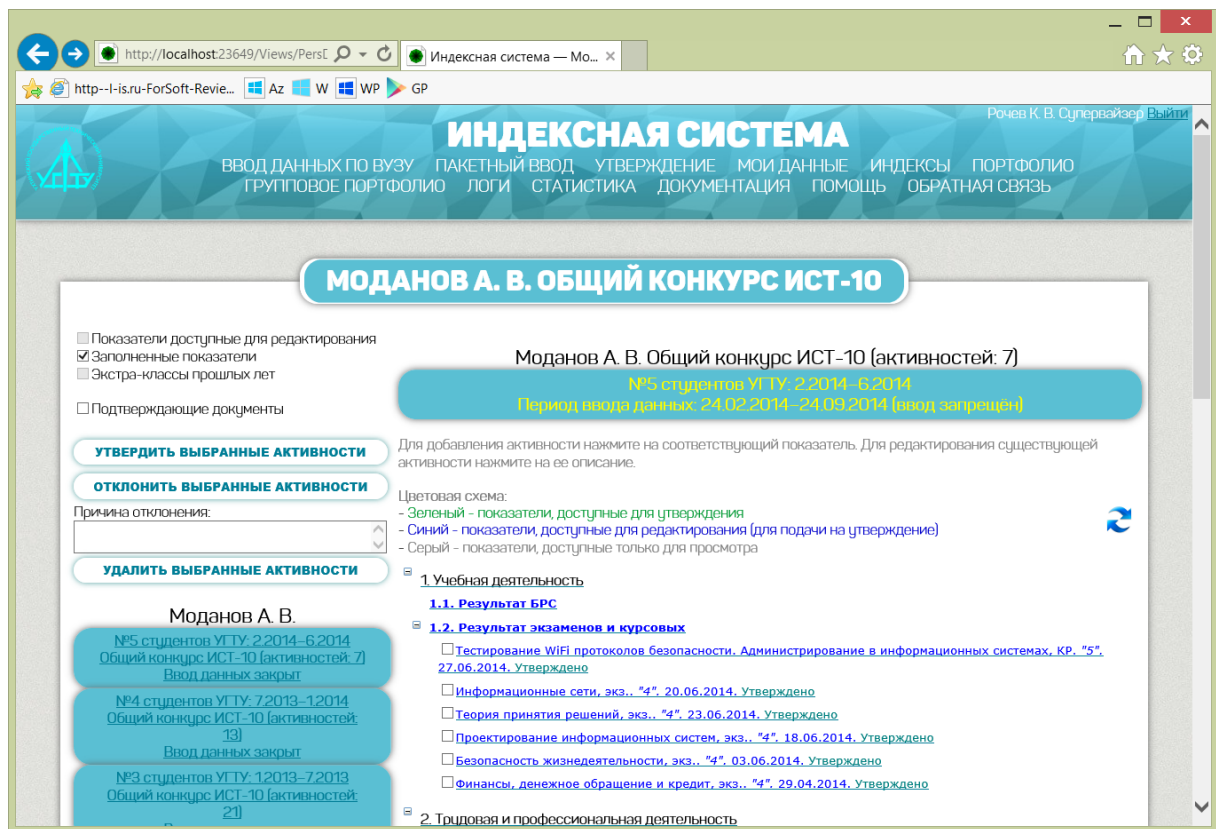 http://localhost:23649/Views/PersD
Индексная система — Мо...
http--I-is.ru-ForSoft-Revie...
Az
W
WP
GP
Рочев К. В. Супервайзер Выйти
УГТУ
ИНДЕКСНАЯ СИСТЕМА
ВВОД ДАННЫХ ПО ВУЗУ ПАКЕТНЫЙ ВВОД УТВЕРЖДЕНИЕ МОИ ДАННЫЕ ИНДЕКСЫ ПОРТФОЛИО
ГРУППОВОЕ ПОРТФОЛИО ЛОГИ СТАТИСТИКА ДОКУМЕНТАЦИЯ ПОМОЩЬ ОБРАТНАЯ СВЯЗЬ
МОДАНОВ А. В. ОБЩИЙ КОНКУРС ИСТ-10
Показатели доступные для редактирования
Заполненные показатели
Экстра-классы прошлых лет
Подтверждающие документы
УТВЕРДИТЬ ВЫБРАННЫЕ АКТИВНОСТИ
ОТКЛОНИТЬ ВЫБРАННЫЕ АКТИВНОСТИ
Причина отклонения:
УДАЛИТЬ ВЫБРАННЫЕ АКТИВНОСТИ
Моданов А. В.
№5 студентов УГТУ: 2.2014–6.2014
Общий конкурс ИСТ-10 (активностей: 7)
Ввод данных закрыт
№4 студентов УГТУ: 7.2013–1.2014
Общий конкурс ИСТ-10 (активностей:
13)
Ввод данных закрыт
№3 студентов УГТУ: 1.2013–7.2013
Общий конкурс ИСТ-10 (активностей:
21)
Моданов А. В. Общий конкурс ИСТ-10 (активностей: 7)
№5 студентов УГТУ: 2.2014–6.2014
Период ввода данных: 24.02.2014–24.09.2014 (ввод запрещён)
Для добавления активности нажмите на соответствующий показатель. Для редактирования существующей
активности нажмите на ее описание.
Цветовая схема:
- Зеленый - показатели, доступные для утверждения
- Синий - показатели, доступные для редактирования (для подачи на утверждение)
- Серый - показатели, доступные только для просмотра
1. Учебная деятельность
1.1. Результат БРС
1.2. Результат экзаменов и курсовых
Тестирование WiFi протоколов безопасности. Администрирование в информационных системах, КР. "5".
27.06.2014. Утверждено
Информационные сети, экз.. "4". 20.06.2014. Утверждено
Теория принятия решений, экз.. "4". 23.06.2014. Утверждено
Проектирование информационных систем, экз.. "4". 18.06.2014. Утверждено
Безопасность жизнедеятельности, экз.. "4". 03.06.2014. Утверждено
Финансы, денежное обращение и кредит, экз.. "4". 29.04.2014. Утверждено
2. Трудовая и профессиональная деятельность